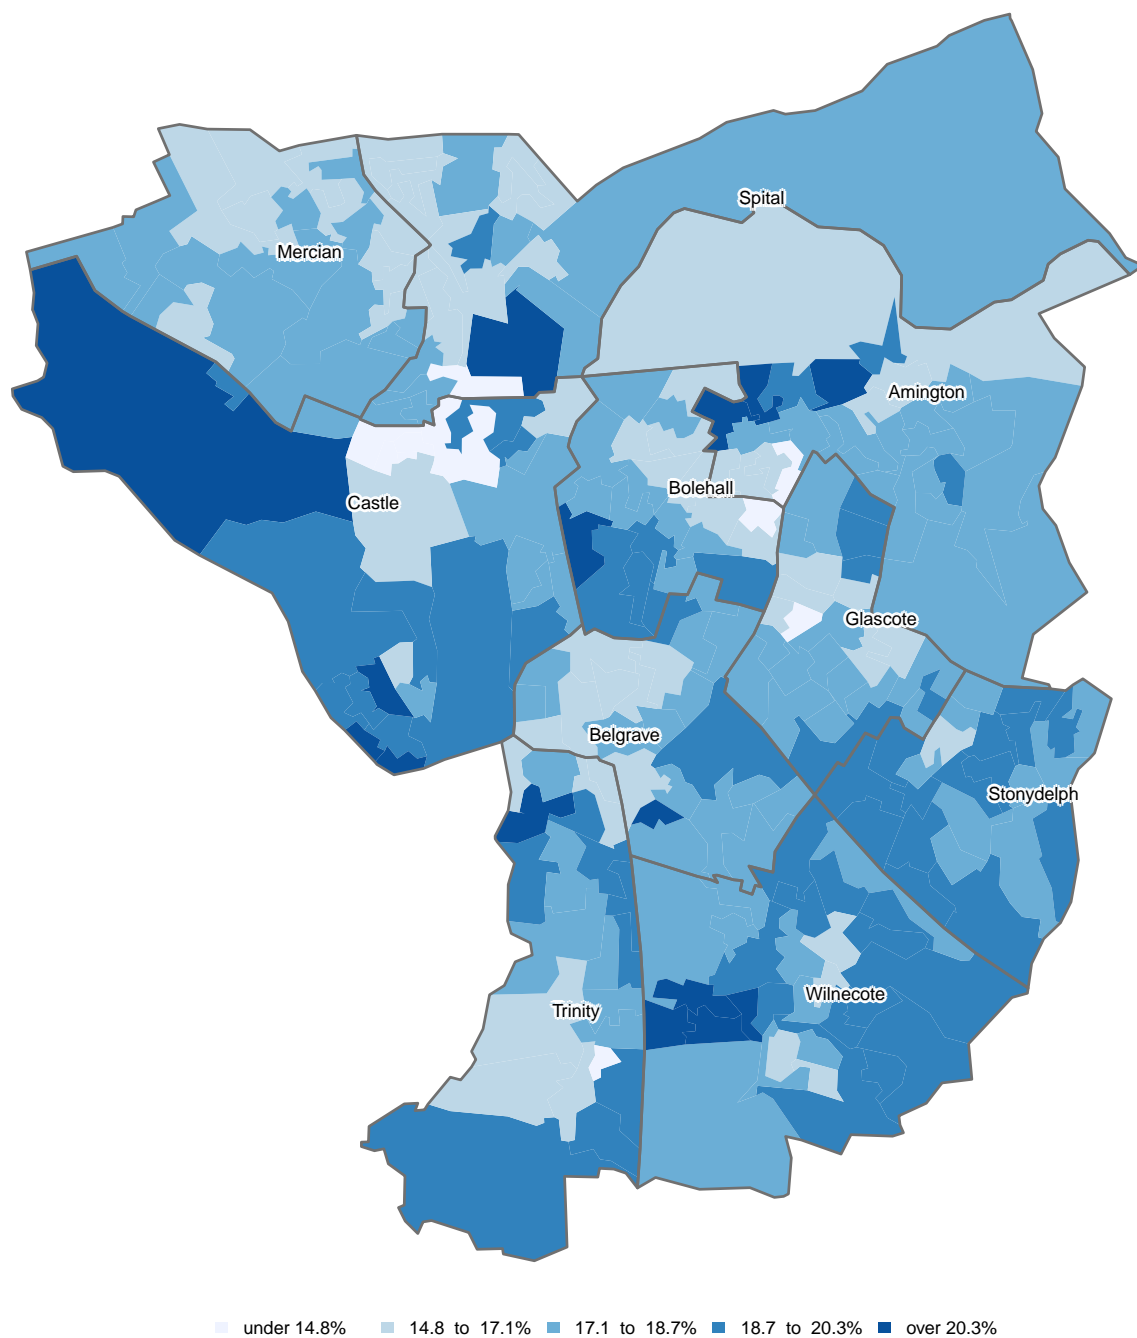 Spital
Mercian
Amington
Bolehall
Castle
Glascote
Belgrave
Stonydelph
Wilnecote
Trinity
under 14.8% 14.8 to 17.1% 17.1 to 18.7% 18.7 to 20.3% over 20.3%